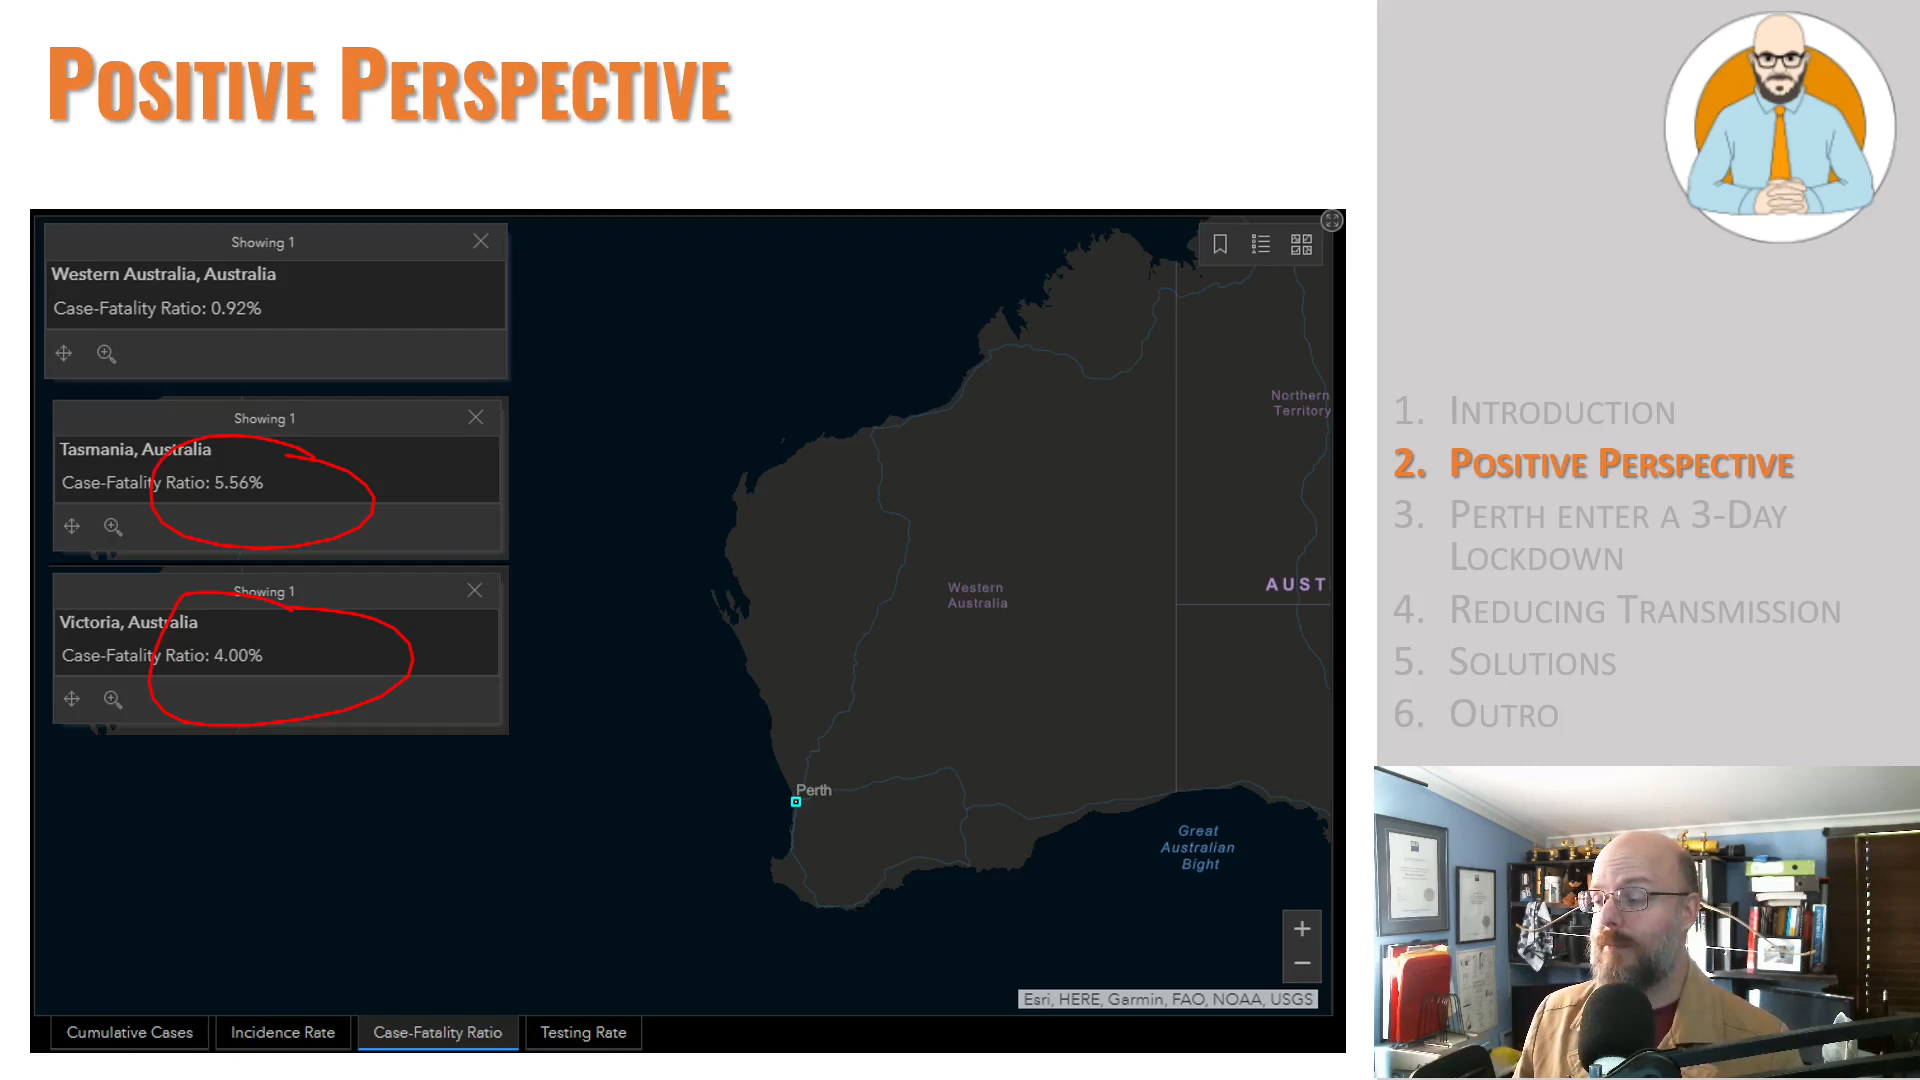 POSITIVE PERSPECTIVE
Showing 1
Western Australia, Australia
Case-Fatality Ratio: 0.92%
Showing 1
Tasmania, Australia
Case-Fatality Ratio: 5.56%
Showing 1
Victoria, Australia
Case-Fatality Ratio: 4.00%
Northern
Territory
Western
Australia
AUST
Perth
Great
Australian
Bight
Esri, HERE, Garmin, FAO, NOAA, USGS
Cumulative Cases
Incidence Rate
Case-Fatality Ratio
Testing Rate
1. INTRODUCTION
2. POSITIVE PERSPECTIVE
3. PERTH ENTER A 3-DAY
LOCKDOWN
4. REDUCING TRANSMISSION
5. SOLUTIONS
6. OUTRO